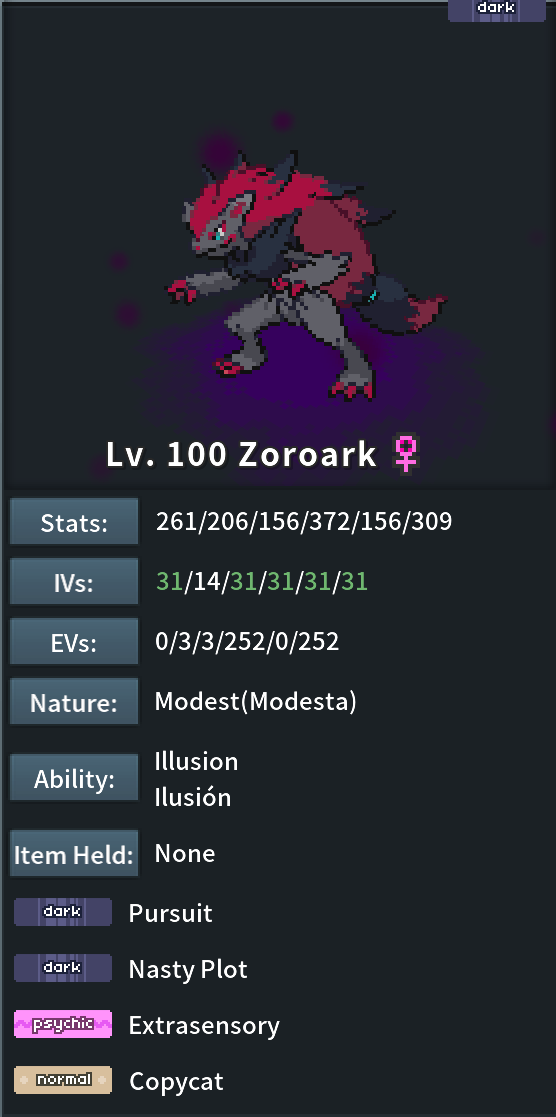 dark
Lv. 100 Zoroark ♀
Stats: 261/206/156/372/156/309
IVs: 31/14/31/31/31/31
EVs: 0/3/3/252/0/252
Nature: Modest(Modesta)
Ability: Illusion
Ilusión
Item Held: None
dark Pursuit
dark Nasty Plot
psychic Extrasensory
normal Copycat